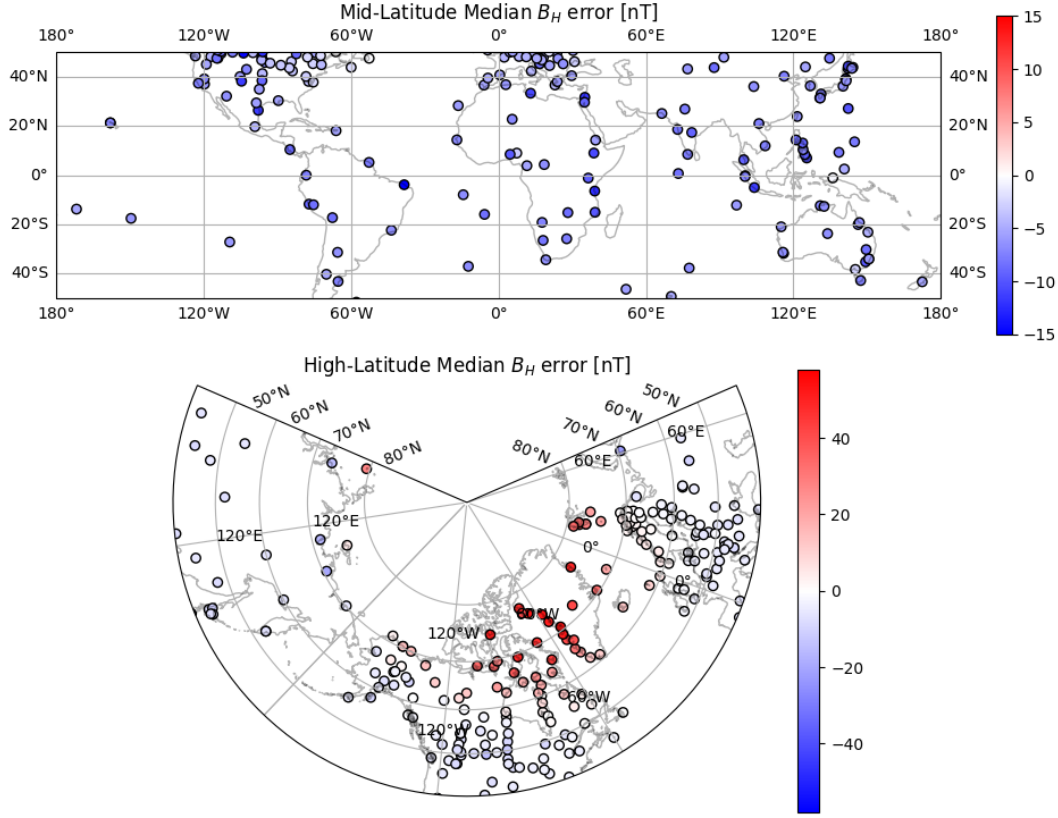 Mid-Latitude Median B_H error [nT]
180° 120°W 60°W 0° 60°E 120°E 180°
40°N 40°N
20°N 20°N
0° 0°
20°S 20°S
40°S 40°S
180° 120°W 60°W 0° 60°E 120°E 180°
15
10
5
0
−5
−10
−15
High-Latitude Median B_H error [nT]
50°N 50°N
60°N 60°N
70°N 70°N
80°N 80°N
60°E
60°E
120°E
120°E
0°
0°
60°W
120°W
60°W
120°W
40
20
0
−20
−40